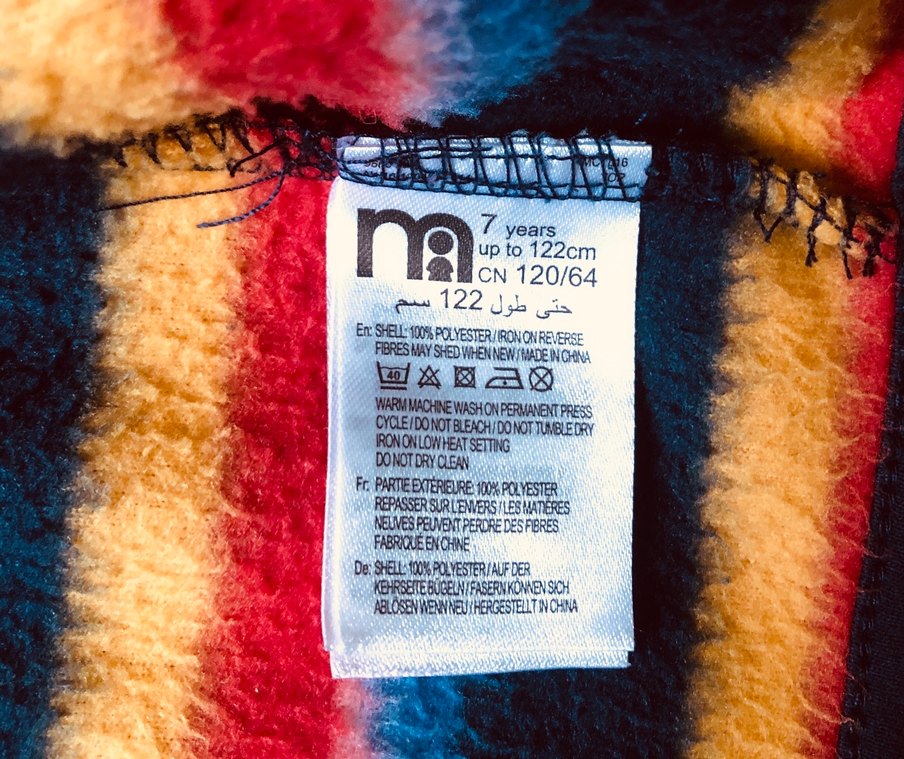 7 years
up to 122cm
CN 120/64
حتى طول 122 سم
En: SHELL: 100% POLYESTER / IRON ON REVERSE
FIBRES MAY SHED WHEN NEW / MADE IN CHINA
40
WARM MACHINE WASH ON PERMANENT PRESS
CYCLE / DO NOT BLEACH / DO NOT TUMBLE DRY
IRON ON LOW HEAT SETTING
DO NOT DRY CLEAN
Fr: PARTIE EXTÉRIEURE: 100% POLYESTER
REPASSER SUR L'ENVERS / LES MATIÈRES
NEUVES PEUVENT PERDRE DES FIBRES
FABRIQUÉ EN CHINE
De: SHELL: 100% POLYESTER / AUF DER
KEHRSEITE BÜGELN / FASERN KÖNNEN SICH
ABLÖSEN WENN NEU / HERGESTELLT IN CHINA